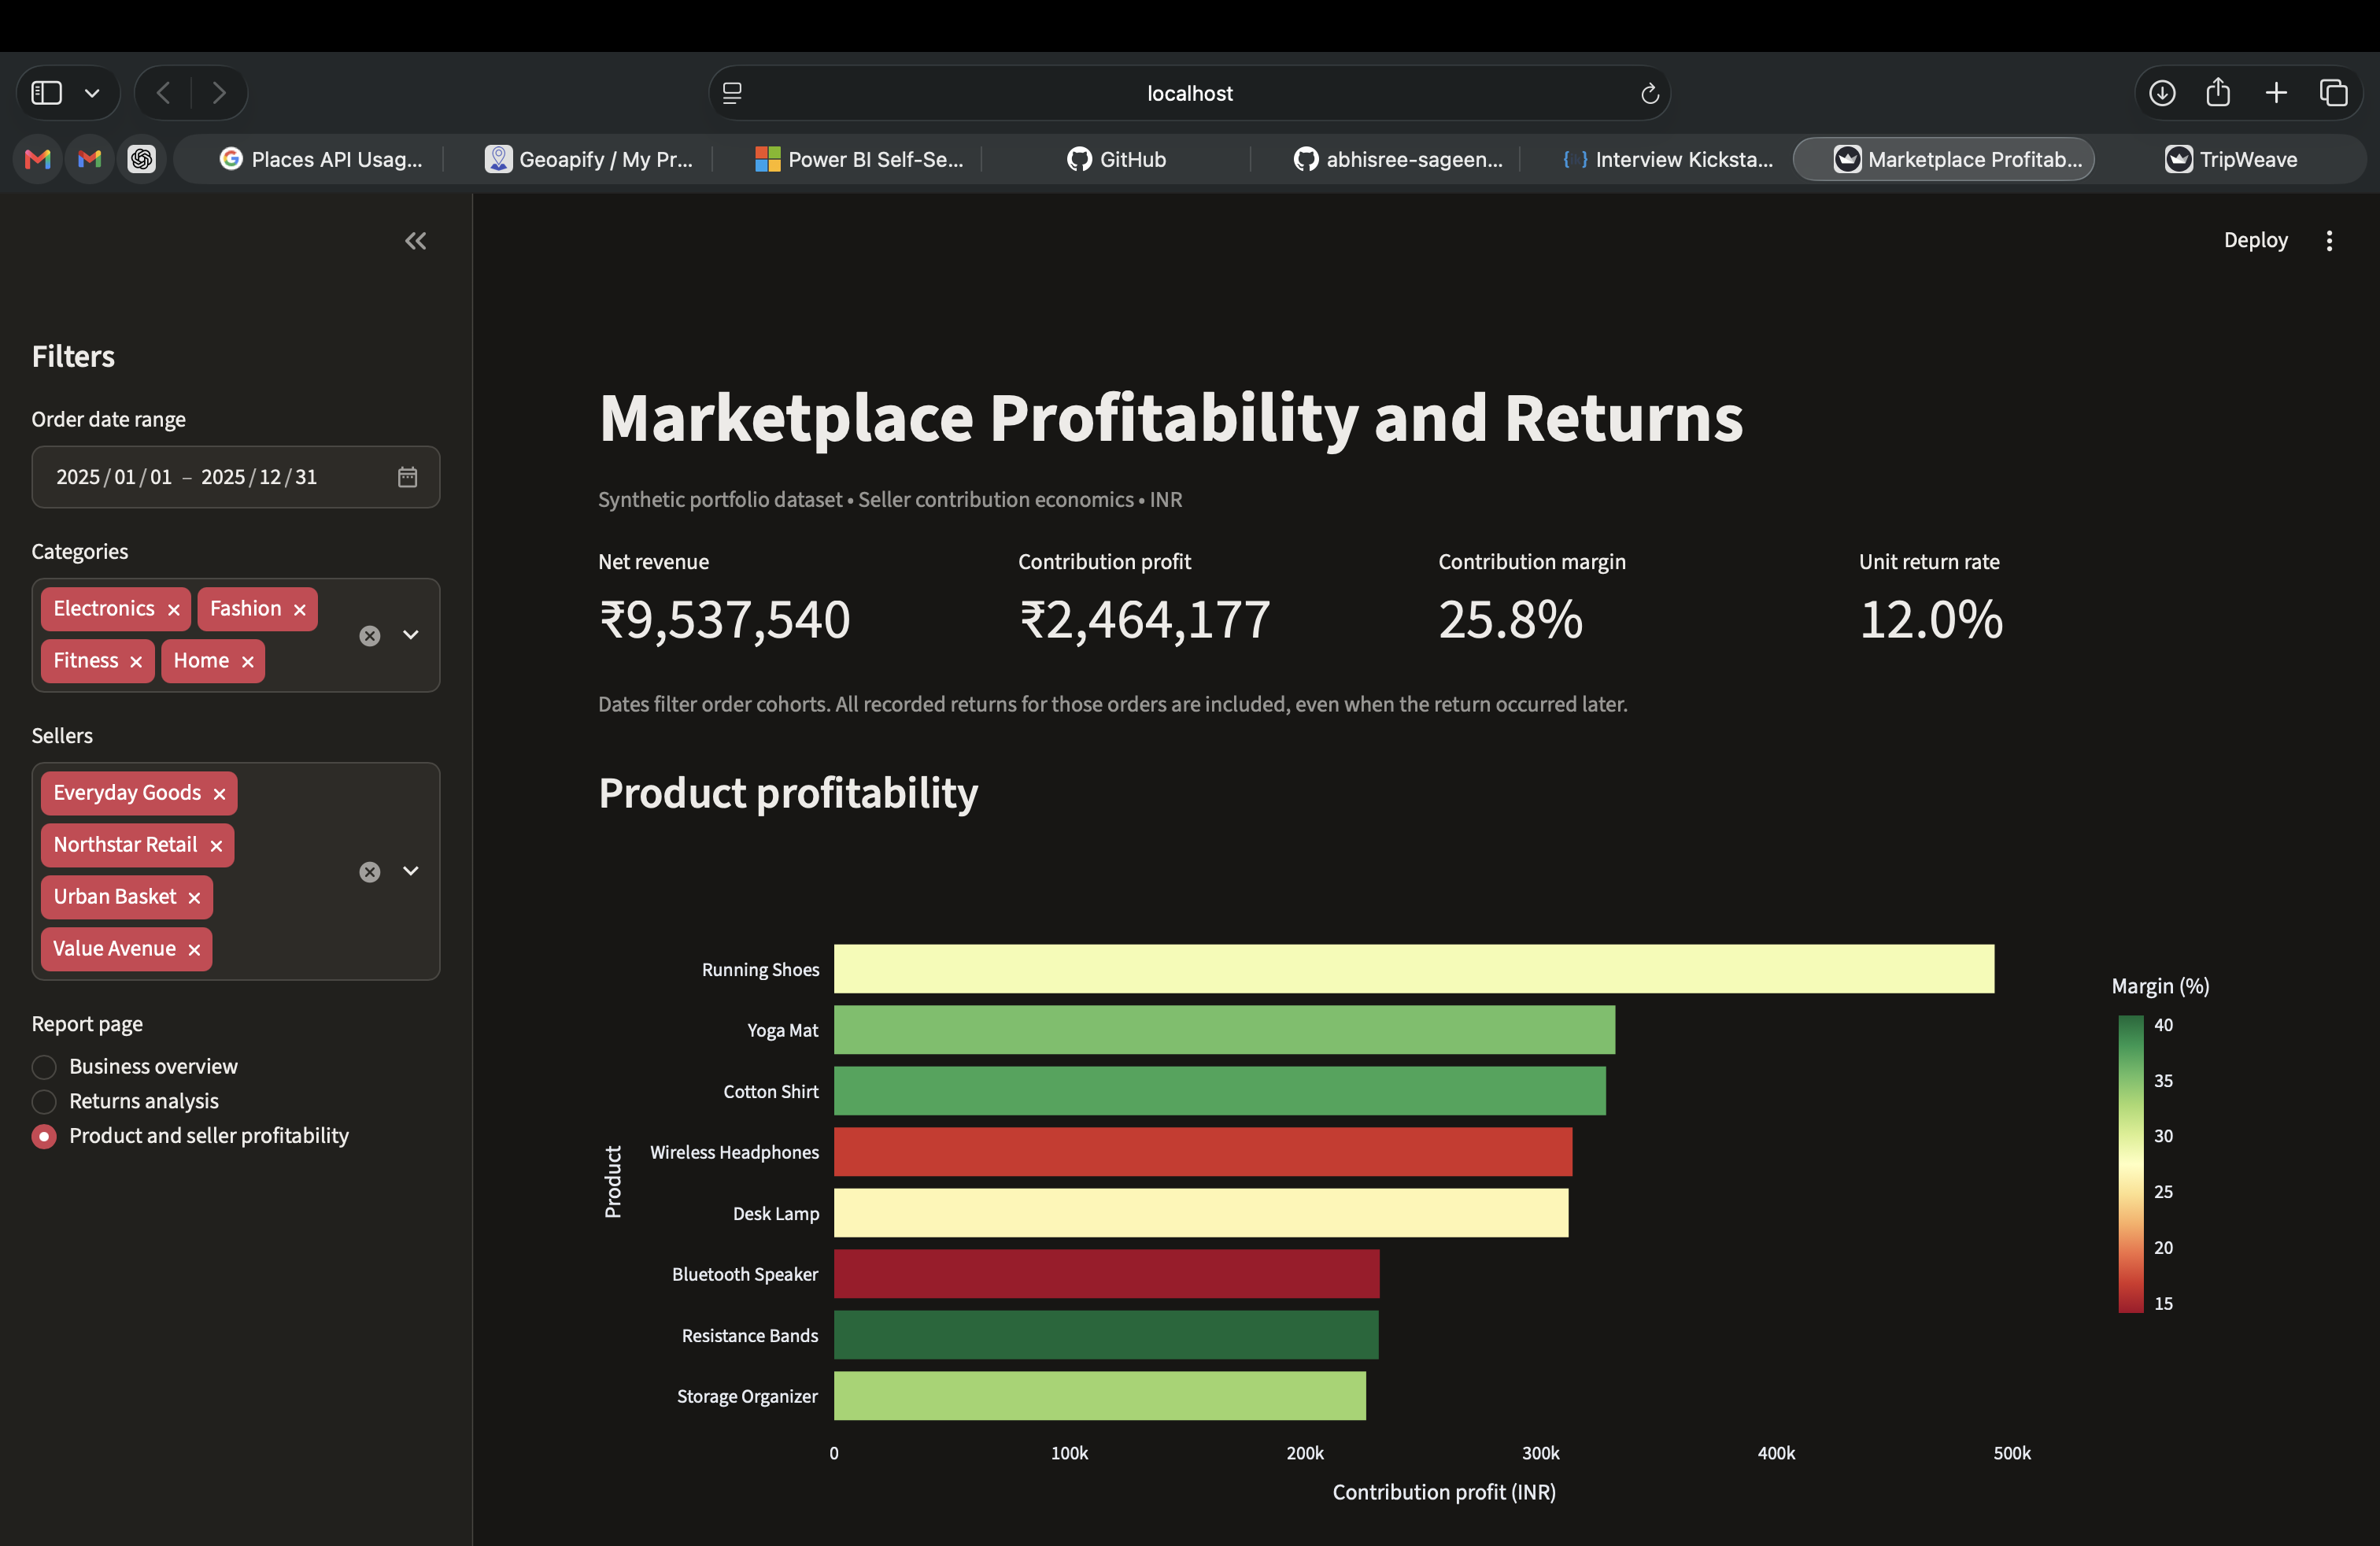 localhost
Places API Usag...
Geoapify / My Pr...
Power BI Self-Se...
GitHub
abhisree-sageen...
Interview Kicksta...
Marketplace Profitab...
TripWeave
Deploy
Filters
Order date range
2025/01/01 – 2025/12/31
Categories
Electronics × Fashion ×
Fitness × Home ×
Sellers
Everyday Goods ×
Northstar Retail ×
Urban Basket ×
Value Avenue ×
Report page
Business overview
Returns analysis
Product and seller profitability
Marketplace Profitability and Returns
Synthetic portfolio dataset • Seller contribution economics • INR
Net revenue
₹9,537,540
Contribution profit
₹2,464,177
Contribution margin
25.8%
Unit return rate
12.0%
Dates filter order cohorts. All recorded returns for those orders are included, even when the return occurred later.
Product profitability
Product
Running Shoes
Yoga Mat
Cotton Shirt
Wireless Headphones
Desk Lamp
Bluetooth Speaker
Resistance Bands
Storage Organizer
0 100k 200k 300k 400k 500k
Contribution profit (INR)
Margin (%)
40
35
30
25
20
15